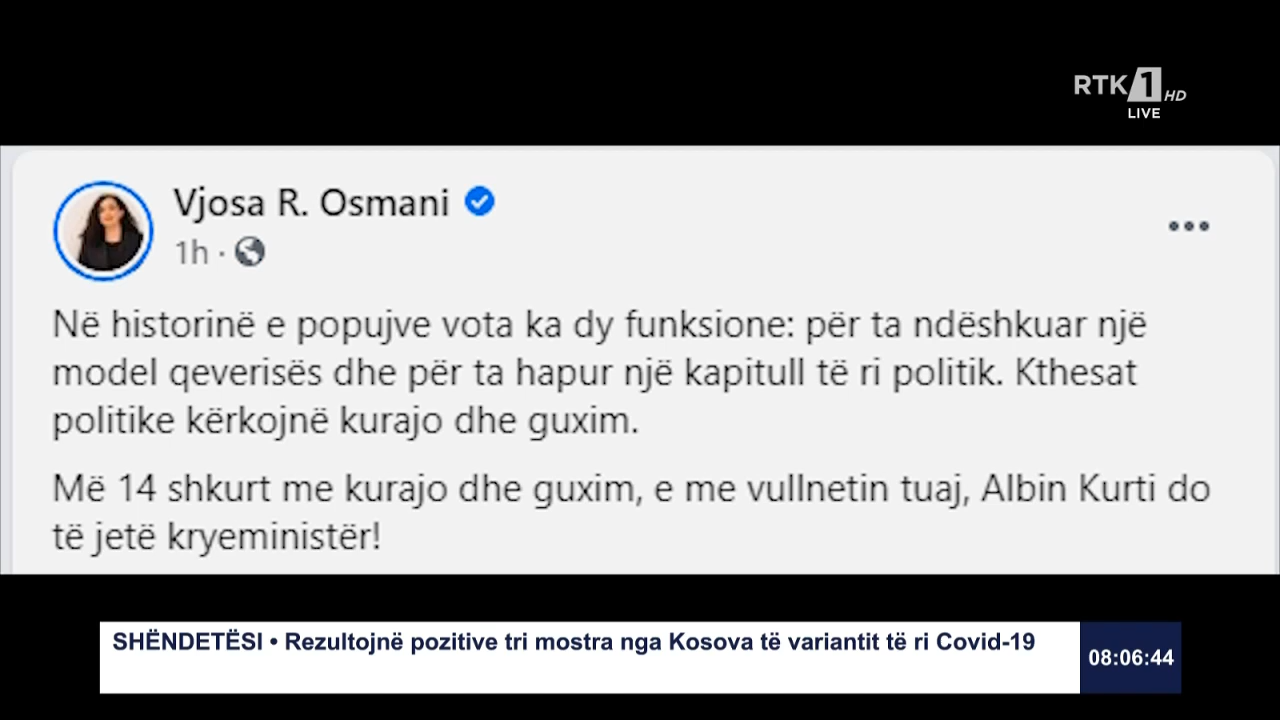 RTK 1 HD
LIVE
Vjosa R. Osmani
1h ·
Në historinë e popujve vota ka dy funksione: për ta ndëshkuar një
model qeverisës dhe për ta hapur një kapitull të ri politik. Kthesat
politike kërkojnë kurajo dhe guxim.
Më 14 shkurt me kurajo dhe guxim, e me vullnetin tuaj, Albin Kurti do
të jetë kryeministër!
SHËNDETËSI • Rezultojnë pozitive tri mostra nga Kosova të variantit të ri Covid-19
08:06:44